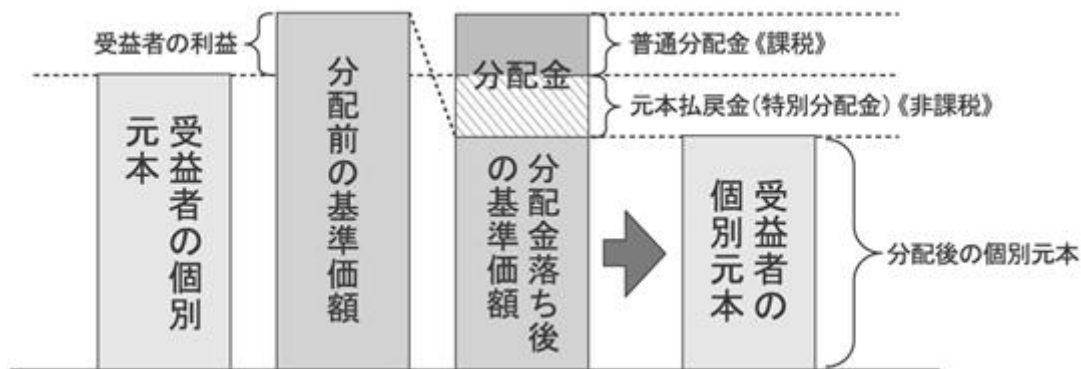 受益者の利益
受益者の個別
元本
分配前の基準価額
分配金
分配金落ち後
の基準価額
普通分配金《課税》
元本払戻金(特別分配金)《非課税》
受益者の
個別元本
分配後の個別元本